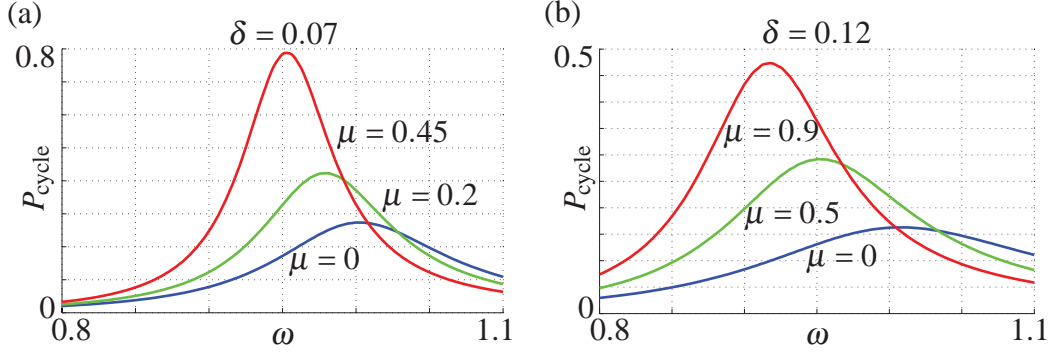 (a)
δ = 0.07
0.8
P_cycle
μ = 0.45
μ = 0.2
μ = 0
0
0.8
ω
1.1
(b)
δ = 0.12
0.5
P_cycle
μ = 0.9
μ = 0.5
μ = 0
0
0.8
ω
1.1